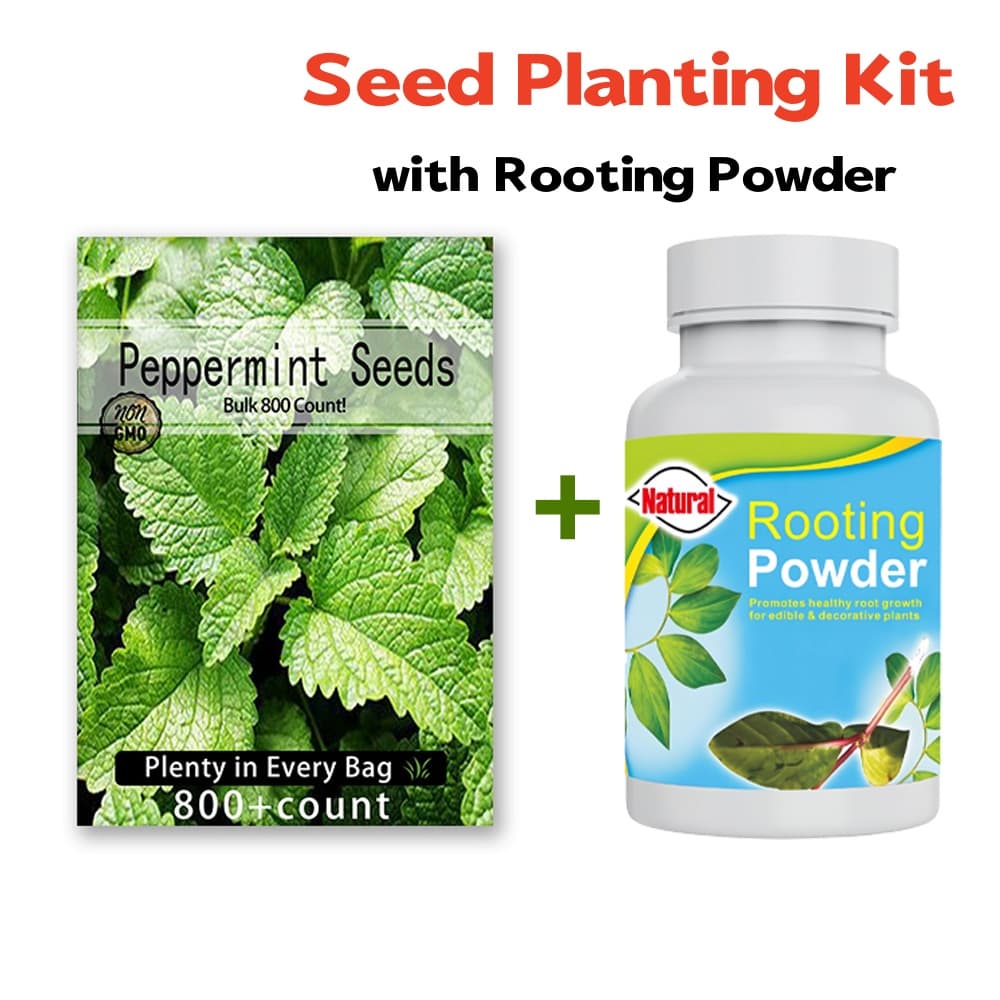 Seed Planting Kit
with Rooting Powder
Peppermint Seeds
Bulk 800 Count!
non
GMO
Plenty in Every Bag
800+count
+
Natural
Rooting
Powder
Promotes healthy root growth
for edible & decorative plants